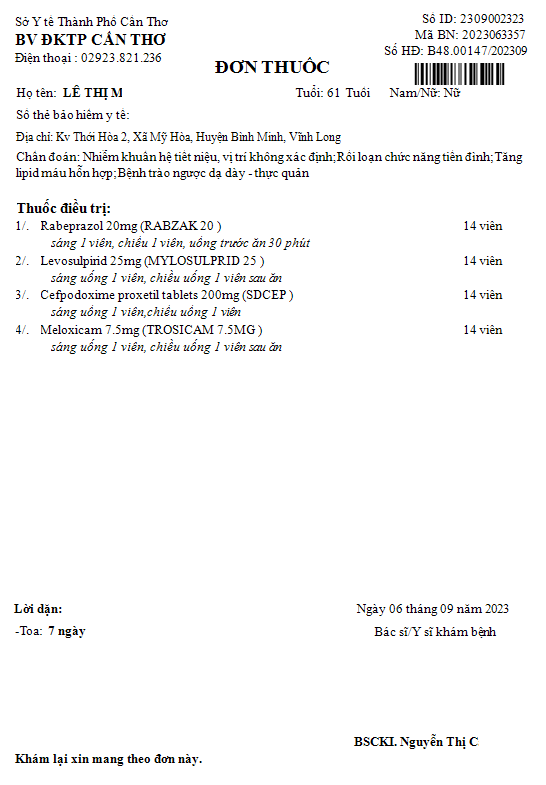 Sở Y tế Thành Phố Cần Thơ
BV ĐKTP CẦN THƠ
Điện thoại : 02923.821.236
Số ID: 2309002323
Mã BN: 2023063357
Số HĐ: B48.00147/202309
ĐƠN THUỐC
Họ tên: LÊ THỊ M Tuổi: 61 Tuổi Nam/Nữ: Nữ
Số thẻ bảo hiểm y tế:
Địa chỉ: Kv Thới Hòa 2, Xã Mỹ Hòa, Huyện Bình Minh, Vĩnh Long
Chẩn đoán: Nhiễm khuẩn hệ tiết niệu, vị trí không xác định; Rối loạn chức năng tiền đình; Tăng
lipid máu hỗn hợp; Bệnh trào ngược dạ dày - thực quản
Thuốc điều trị:
1/. Rabeprazol 20mg (RABZAK 20 ) 14 viên
sáng 1 viên, chiều 1 viên, uống trước ăn 30 phút
2/. Levosulpirid 25mg (MYLOSULPRID 25 ) 14 viên
sáng uống 1 viên, chiều uống 1 viên sau ăn
3/. Cefpodoxime proxetil tablets 200mg (SDCEP ) 14 viên
sáng uống 1 viên,chiều uống 1 viên
4/. Meloxicam 7.5mg (TROSICAM 7.5MG ) 14 viên
sáng uống 1 viên, chiều uống 1 viên sau ăn
Lời dặn:
-Toa: 7 ngày
Ngày 06 tháng 09 năm 2023
Bác sĩ/Y sĩ khám bệnh
BSCKI. Nguyễn Thị C
Khám lại xin mang theo đơn này.